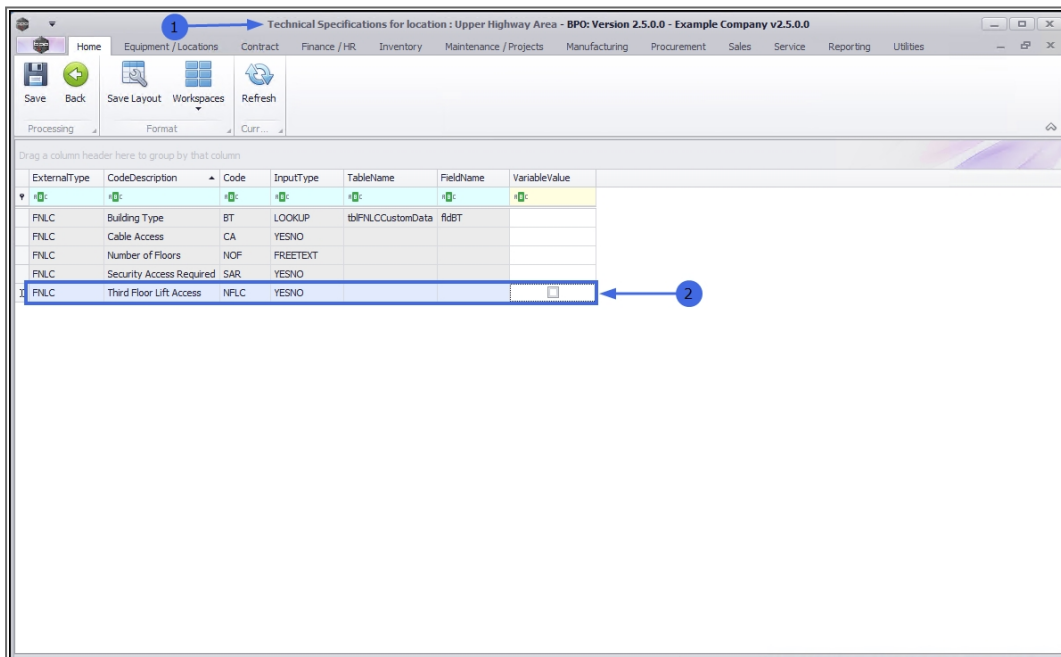 1
Technical Specifications for location : Upper Highway Area - BPO: Version 2.5.0.0 - Example Company v2.5.0.0
Home Equipment / Locations Contract Finance / HR Inventory Maintenance / Projects Manufacturing Procurement Sales Service Reporting Utilities
Save Back Save Layout Workspaces Refresh
Processing Format Curr...
Drag a column header here to group by that column
ExternalType CodeDescription Code InputType TableName FieldName VariableValue
FNLC Building Type BT LOOKUP tblFNLCCustomData fldBT
FNLC Cable Access CA YESNO
FNLC Number of Floors NOF FREETEXT
FNLC Security Access Required SAR YESNO
FNLC Third Floor Lift Access NFLC YESNO
2